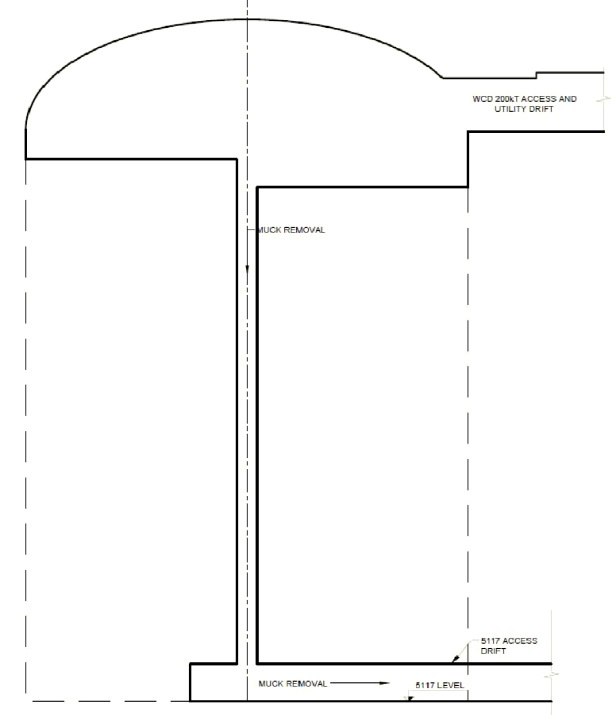 WCD 200kT ACCESS AND
UTILITY DRIFT
MUCK REMOVAL
5117 ACCESS
DRIFT
MUCK REMOVAL
5117 LEVEL